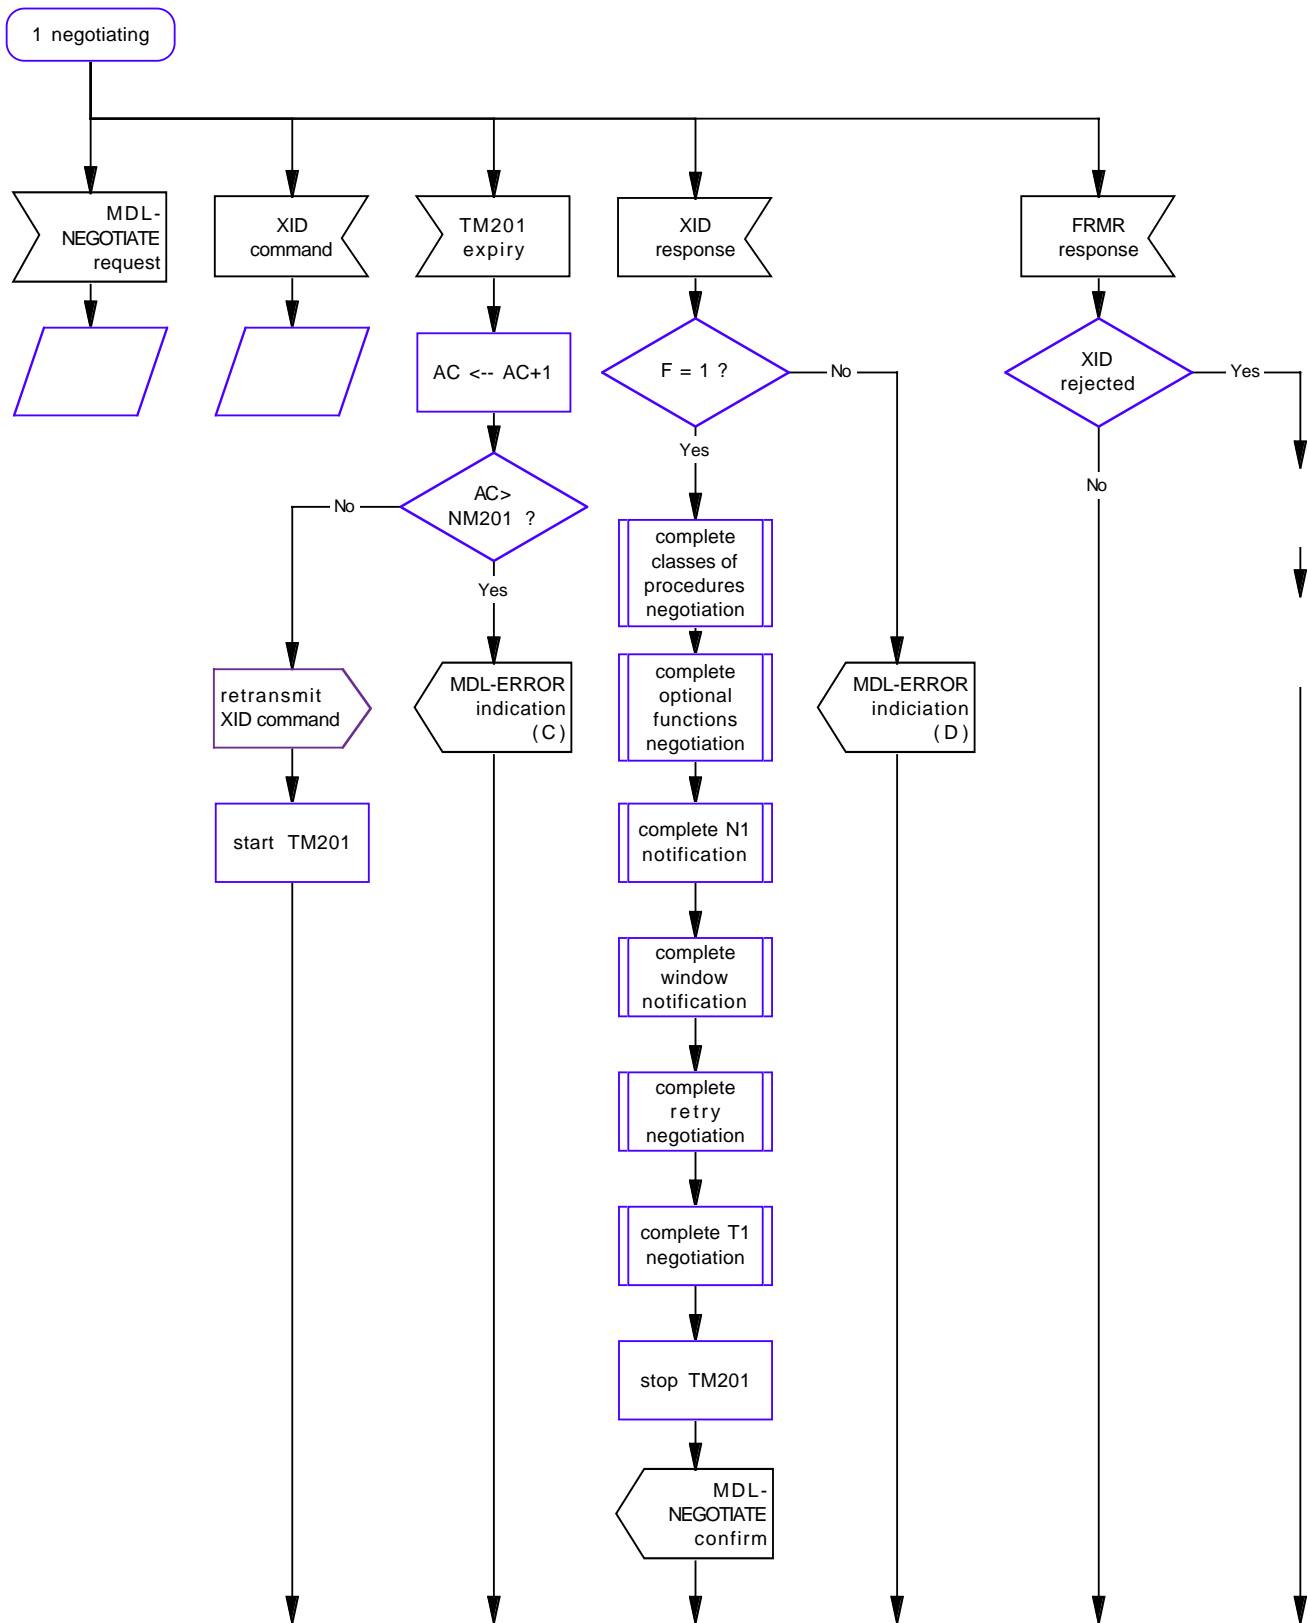 1 negotiating
MDL-
NEGOTIATE
request
XID
command
TM201
expiry
XID
response
FRMR
response
AC <-- AC+1
F = 1 ?
No
XID
rejected
Yes
Yes
No
AC>
NM201 ?
No
Yes
complete
classes of
procedures
negotiation
retransmit
XID command
MDL-ERROR
indication
(C)
complete
optional
functions
negotiation
MDL-ERROR
indiciation
(D)
start TM201
complete N1
notification
complete
window
notification
complete
retry
negotiation
complete T1
negotiation
stop TM201
MDL-
NEGOTIATE
confirm